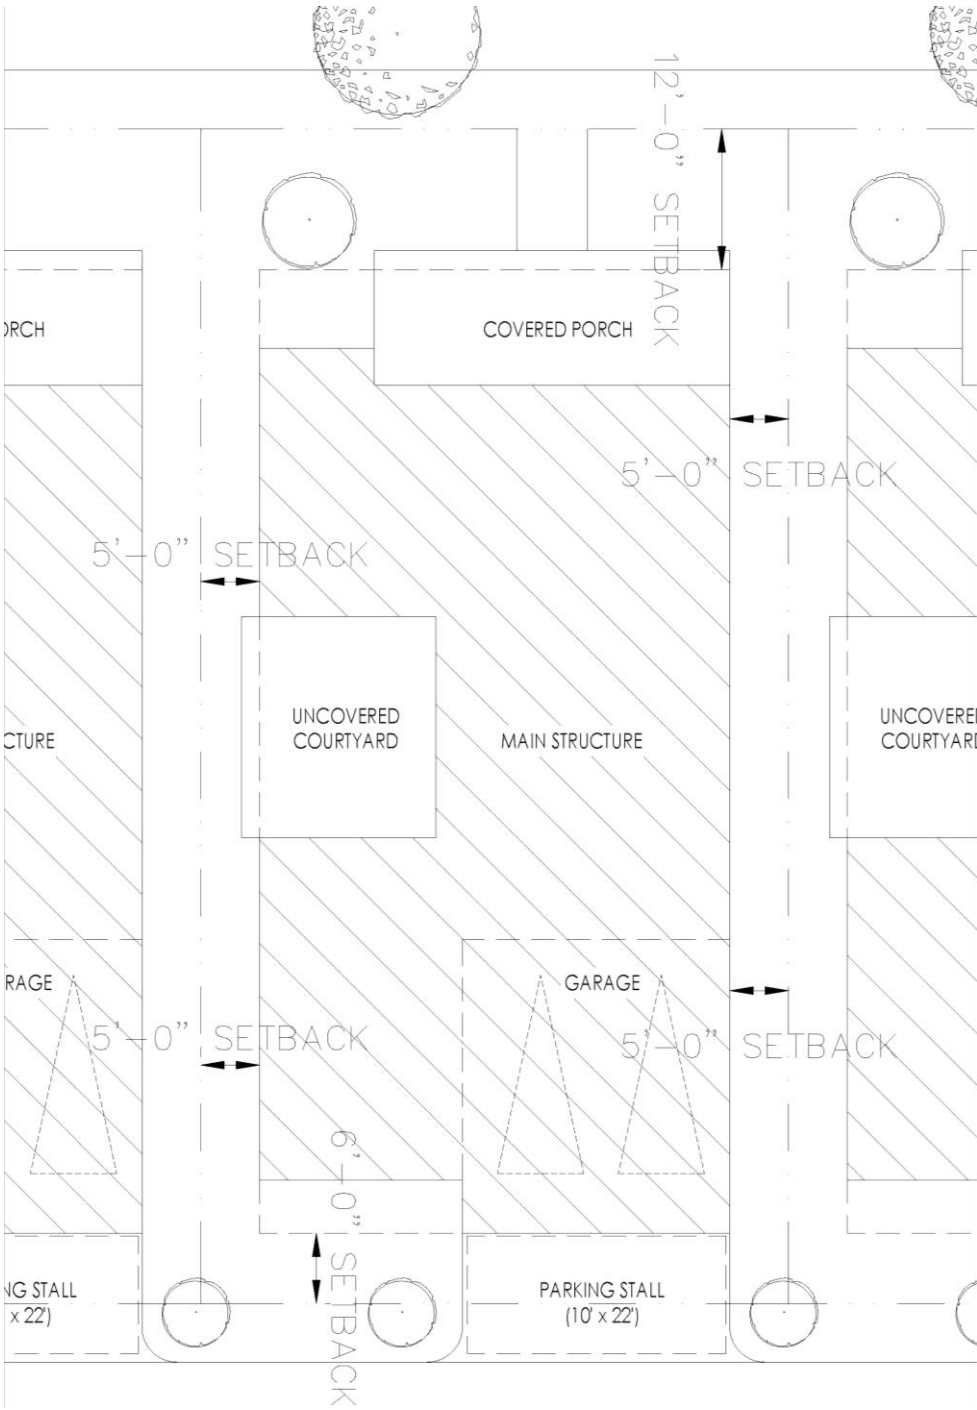 12'-0" SETBACK
ORCH
COVERED PORCH
5'-0" SETBACK
5'-0" SETBACK
UNCOVERED
COURTYARD
CTURE
MAIN STRUCTURE
UNCOVERE
COURTYARD
RAGE
GARAGE
5'-0" SETBACK
5'-0" SETBACK
6'-0" SETBACK
NG STALL
x 22')
PARKING STALL
(10' x 22')